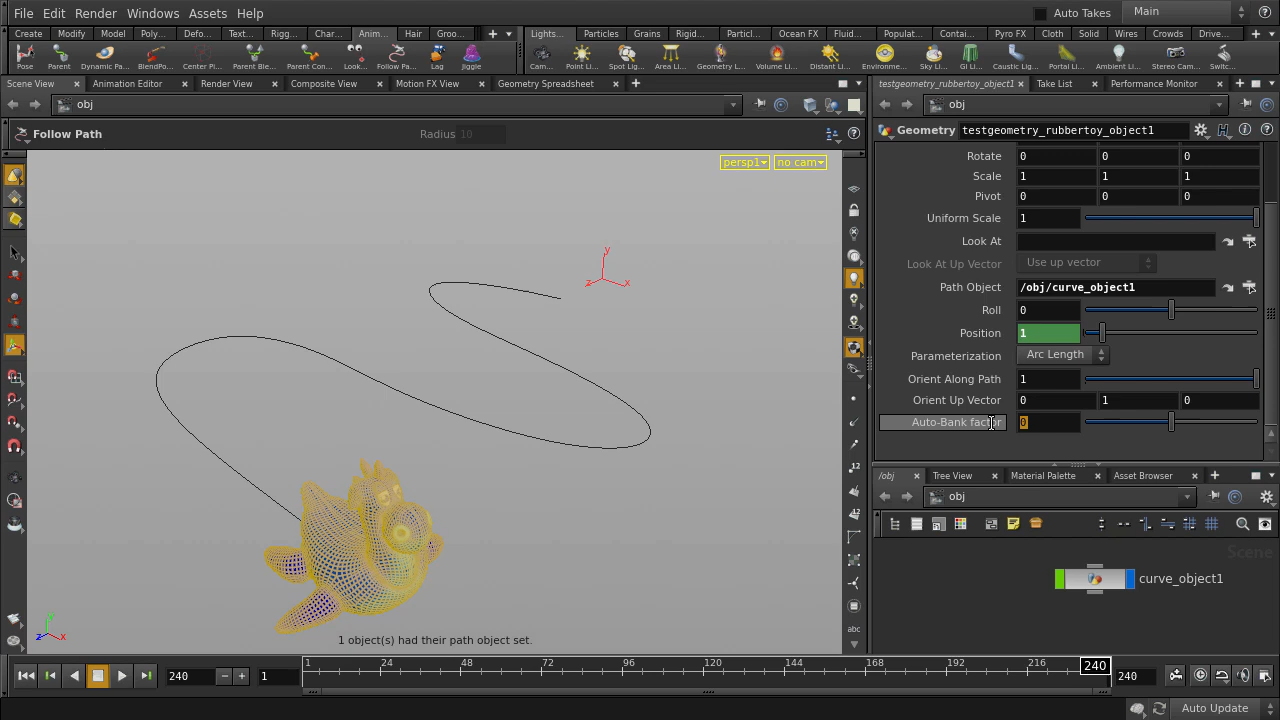 File Edit Render Windows Assets Help Auto Takes Main
Create Modify Model Poly... Defo... Text... Rigg... Char... Anim... Hair Groo... Lights... Particles Grains Rigid... Particl... Ocean FX Fluid... Populat... Contai... Pyro FX Cloth Solid Wires Crowds Drive...
Pose Parent Dynamic Pa... BlendPo... Center Pi... Parent Ble... Parent Con... Look... Follow Pa... Lag Jiggle Cam... Point Li... Spot Lig... Area Li... Geometry L... Volume Li... Distant Li... Environme... Sky Li... GI Li... Caustic Lig... Portal Li... Ambient Li... Stereo Cam... Switc...
Scene View Animation Editor Render View Composite View Motion FX View Geometry Spreadsheet testgeometry_rubbertoy_object1 Take List Performance Monitor
obj obj
Follow Path Radius 10
Geometry testgeometry_rubbertoy_object1
persp1 no cam
Rotate 0 0 0
Scale 1 1 1
Pivot 0 0 0
Uniform Scale 1
Look At
Look At Up Vector Use up vector
Path Object /obj/curve_object1
Roll 0
Position 1
Parameterization Arc Length
Orient Along Path 1
Orient Up Vector 0 1 0
Auto-Bank factor 0
y
z x
12
12
abc
/obj Tree View Material Palette Asset Browser
obj
Scene
curve_object1
y
z x
1 object(s) had their path object set.
240 1 1 24 48 72 96 120 144 168 192 216 240 240
Auto Update